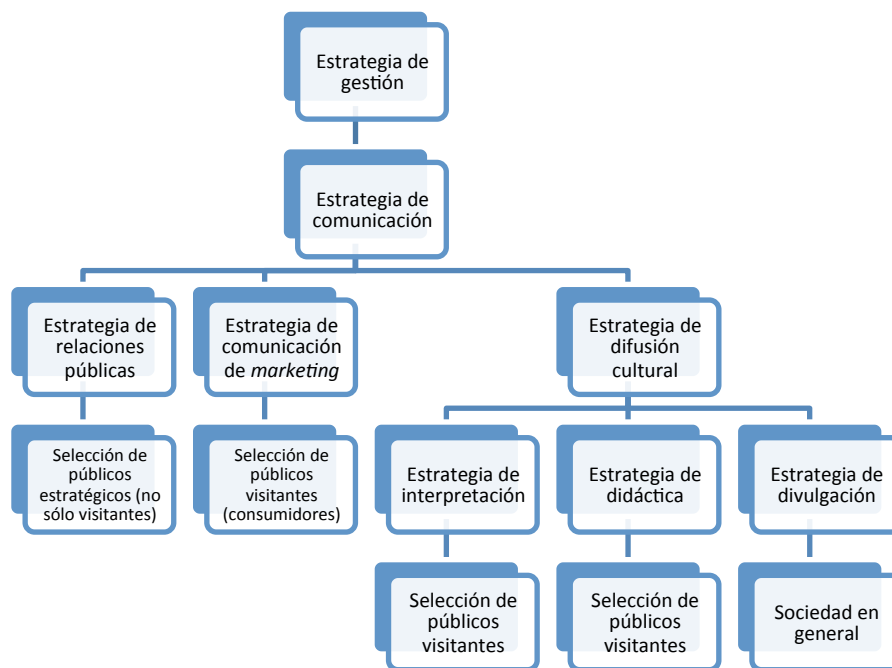 Estrategia de
gestión
Estrategia de
comunicación
Estrategia de
relaciones
públicas
Estrategia de
comunicación
de marketing
Estrategia de
difusión
cultural
Selección de
públicos
estratégicos (no
sólo visitantes)
Selección de
públicos
visitantes
(consumidores)
Estrategia de
interpretación
Estrategia de
didáctica
Estrategia de
divulgación
Selección de
públicos
visitantes
Selección de
públicos
visitantes
Sociedad en
general